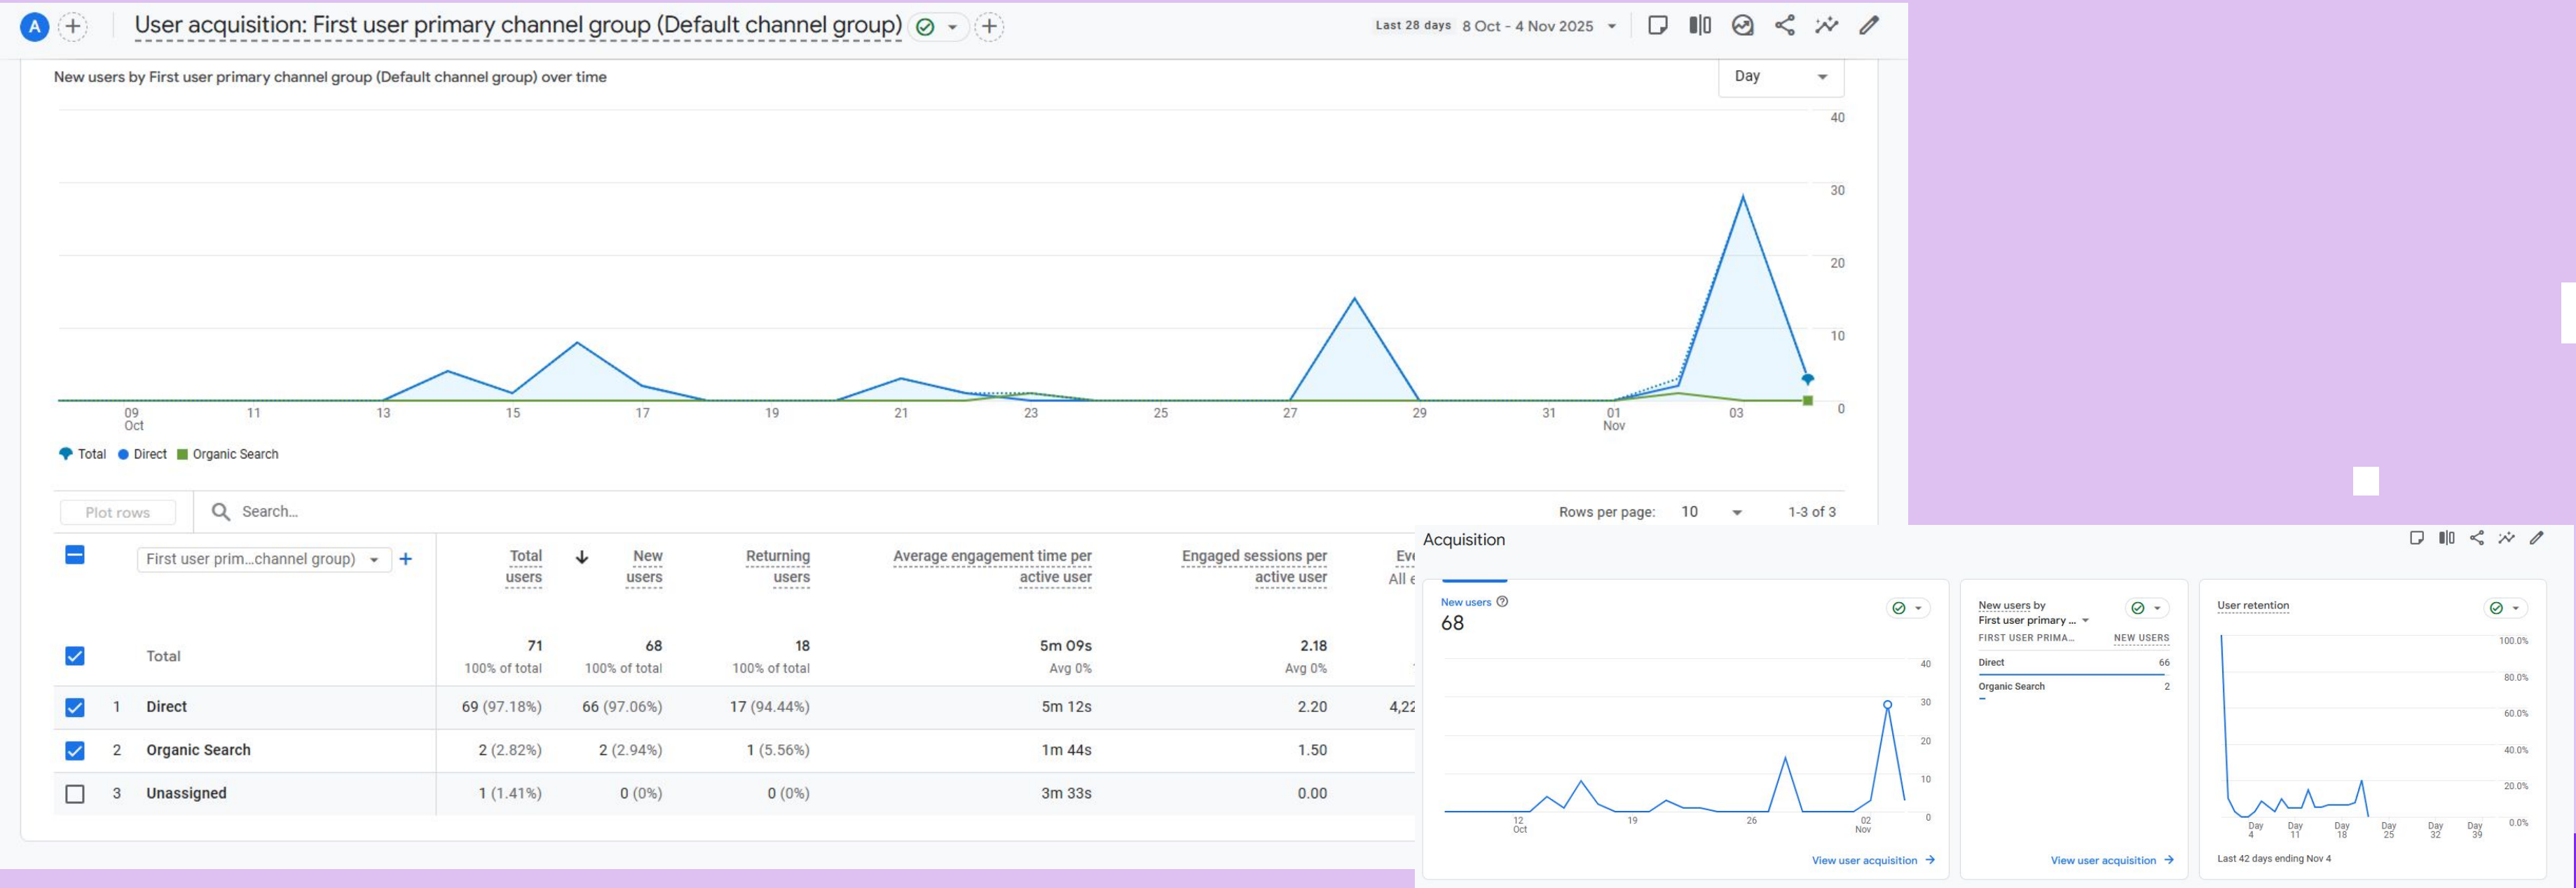 A
User acquisition: First user primary channel group (Default channel group)
Last 28 days 8 Oct - 4 Nov 2025
New users by First user primary channel group (Default channel group) over time
Day
40
30
20
10
0
09 11 13 15 17 19 21 23 25 27 29 31 01 03
Oct Nov
Total Direct Organic Search
Plot rows Search... Rows per page: 10 1-3 of 3
First user prim...channel group)
Total users
New users
Returning users
Average engagement time per active user
Engaged sessions per active user
Eve
All e
Total 71 68 18 5m 09s 2.18
100% of total 100% of total 100% of total Avg 0% Avg 0%
1 Direct 69 (97.18%) 66 (97.06%) 17 (94.44%) 5m 12s 2.20 4,22
2 Organic Search 2 (2.82%) 2 (2.94%) 1 (5.56%) 1m 44s 1.50
3 Unassigned 1 (1.41%) 0 (0%) 0 (0%) 3m 33s 0.00
Acquisition
New users
68
40
30
20
10
0
12 19 26 02
Oct Nov
View user acquisition
New users by
First user primary ...
FIRST USER PRIMA... NEW USERS
Direct 66
Organic Search 2
View user acquisition
User retention
100.0%
80.0%
60.0%
40.0%
20.0%
0.0%
Day Day Day Day Day Day
4 11 18 25 32 39
Last 42 days ending Nov 4